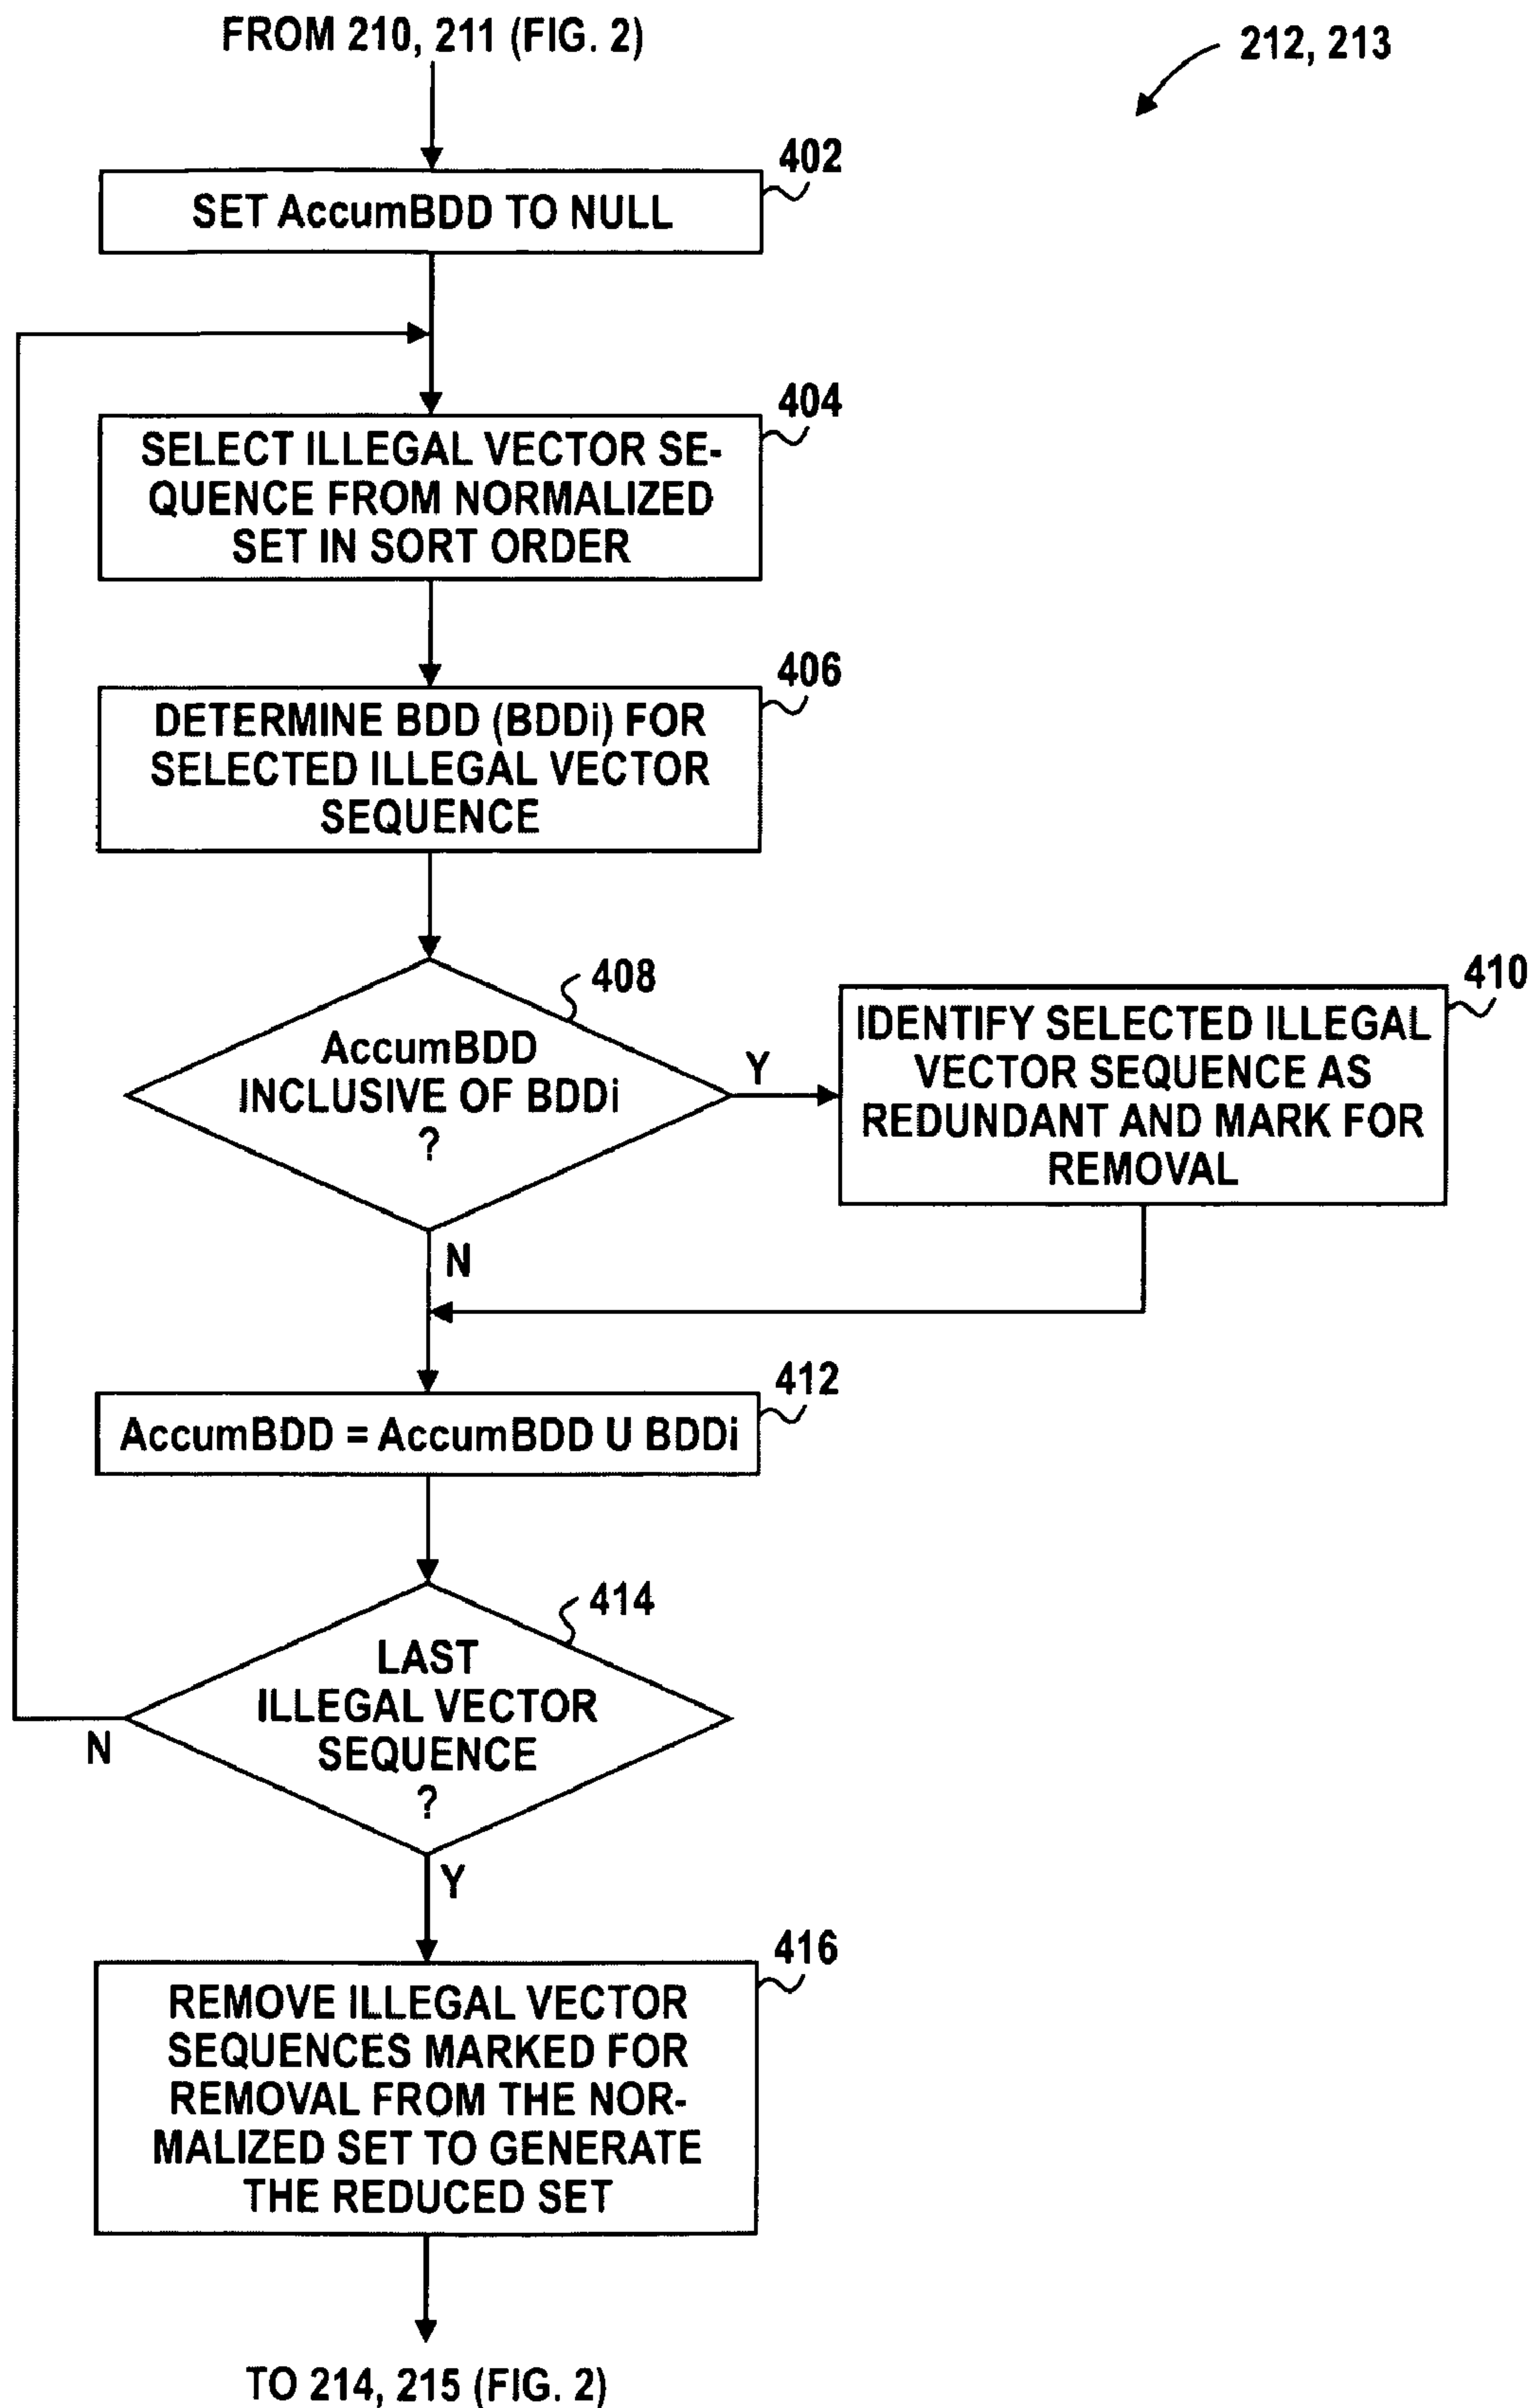 FROM 210, 211 (FIG. 2)
212, 213
402
SET AccumBDD TO NULL
404
SELECT ILLEGAL VECTOR SE-
QUENCE FROM NORMALIZED
SET IN SORT ORDER
406
DETERMINE BDD (BDDi) FOR
SELECTED ILLEGAL VECTOR
SEQUENCE
408
AccumBDD
INCLUSIVE OF BDDi
?
Y
410
IDENTIFY SELECTED ILLEGAL
VECTOR SEQUENCE AS
REDUNDANT AND MARK FOR
REMOVAL
N
412
AccumBDD = AccumBDD U BDDi
414
LAST
ILLEGAL VECTOR
SEQUENCE
?
N
Y
416
REMOVE ILLEGAL VECTOR
SEQUENCES MARKED FOR
REMOVAL FROM THE NOR-
MALIZED SET TO GENERATE
THE REDUCED SET
TO 214, 215 (FIG. 2)